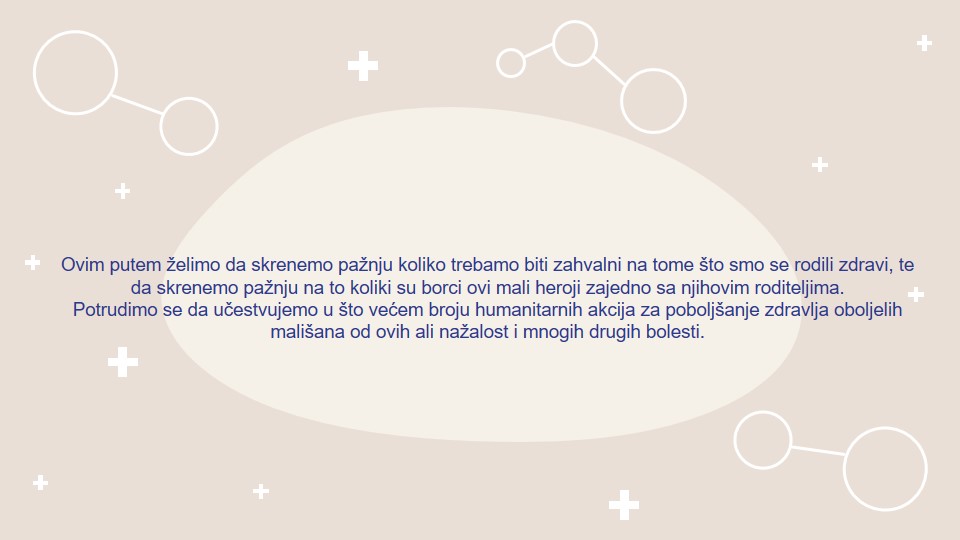 Ovim putem želimo da skrenemo pažnju koliko trebamo biti zahvalni na tome što smo se rodili zdravi, te
da skrenemo pažnju na to koliki su borci ovi mali heroji zajedno sa njihovim roditeljima.
Potrudimo se da učestvujemo u što većem broju humanitarnih akcija za poboljšanje zdravlja oboljelih
mališana od ovih ali nažalost i mnogih drugih bolesti.